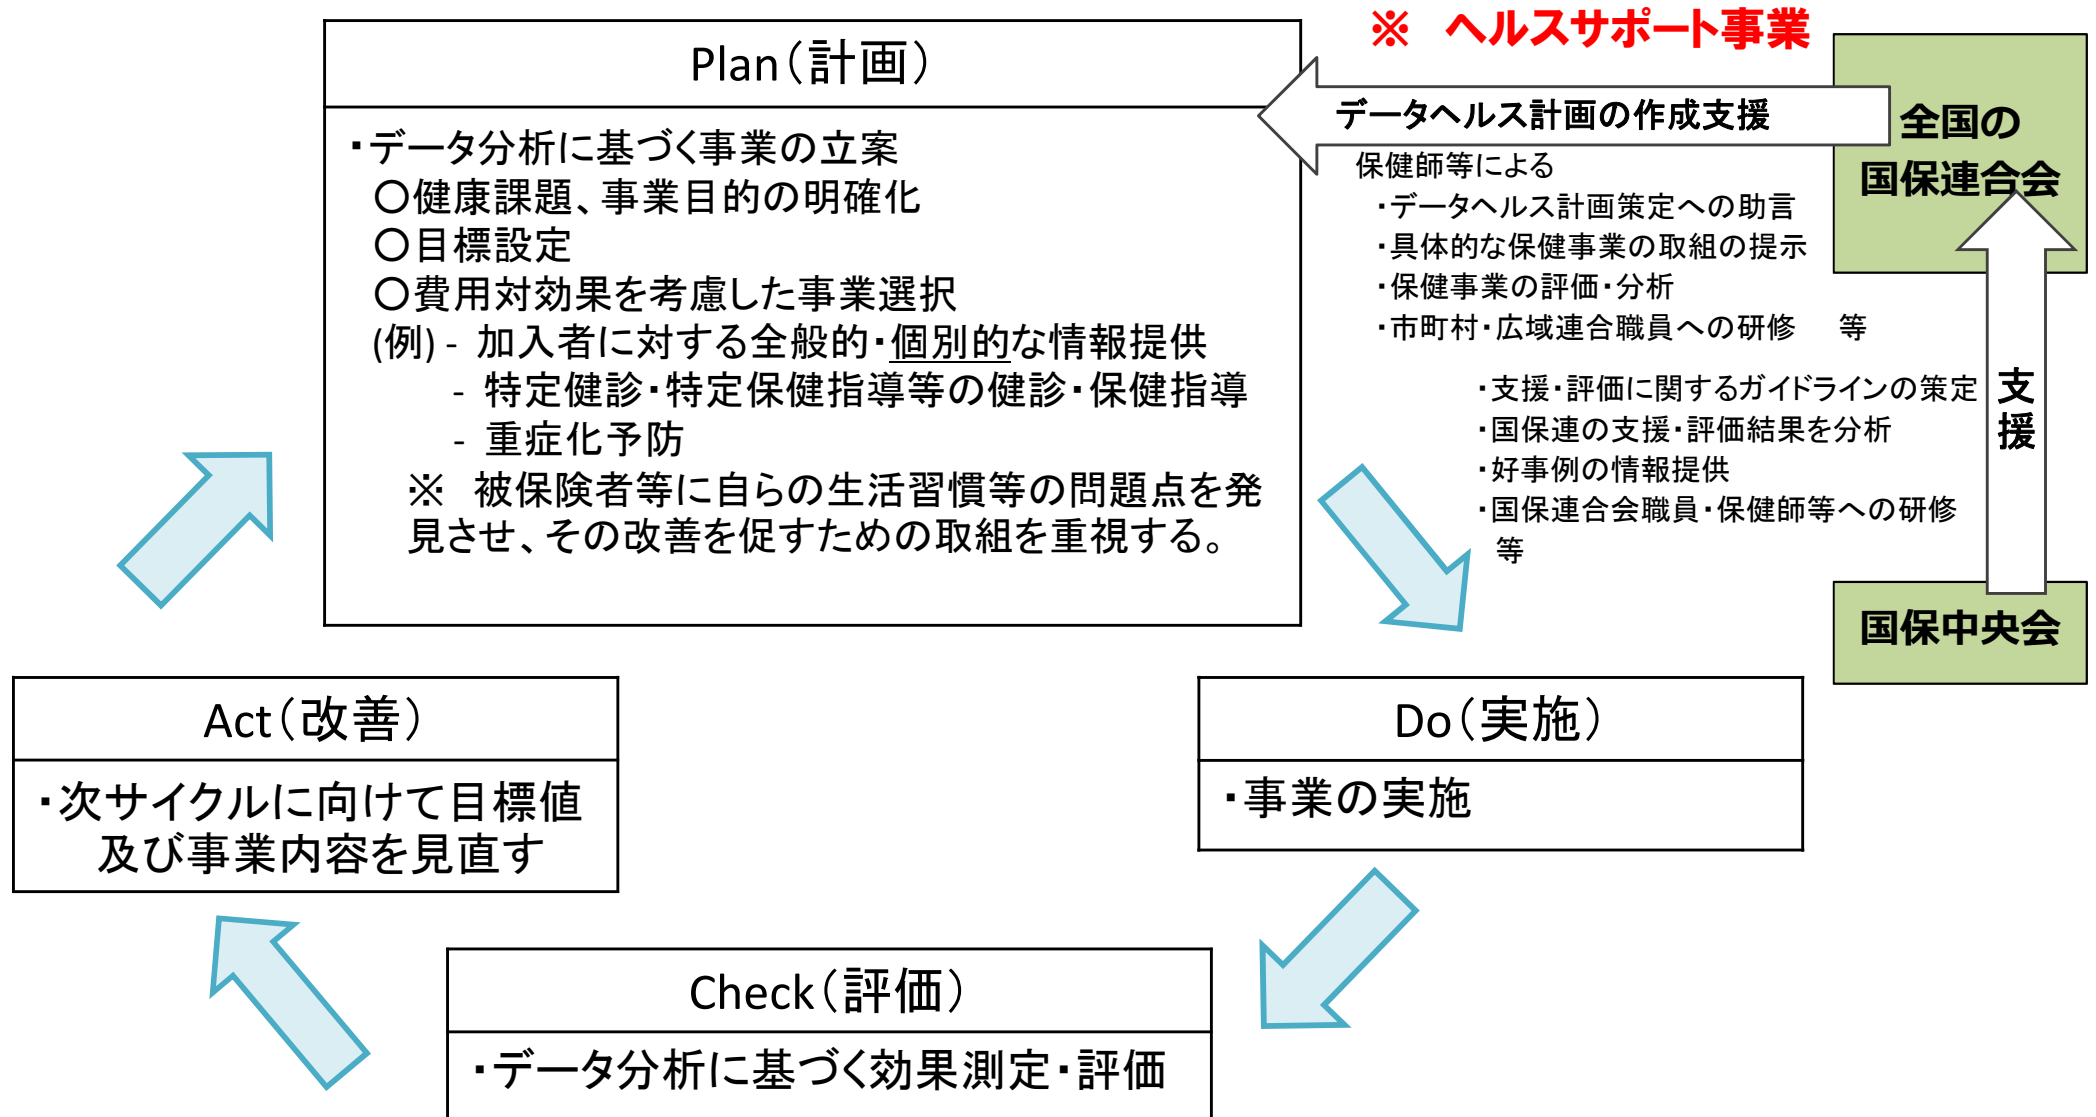 ※　ヘルスサポート事業
Plan（計画）
・データ分析に基づく事業の立案
○健康課題、事業目的の明確化
○目標設定
○費用対効果を考慮した事業選択
(例) - 加入者に対する全般的・個別的な情報提供
- 特定健診・特定保健指導等の健診・保健指導
- 重症化予防
※　被保険者等に自らの生活習慣等の問題点を発
見させ、その改善を促すための取組を重視する。
データヘルス計画の作成支援
全国の
国保連合会
保健師等による
・データヘルス計画策定への助言
・具体的な保健事業の取組の提示
・保健事業の評価・分析
・市町村・広域連合職員への研修　等
・支援・評価に関するガイドラインの策定
・国保連の支援・評価結果を分析
・好事例の情報提供
・国保連合会職員・保健師等への研修
等
支援
国保中央会
Do（実施）
・事業の実施
Check（評価）
・データ分析に基づく効果測定・評価
Act（改善）
・次サイクルに向けて目標値
及び事業内容を見直す